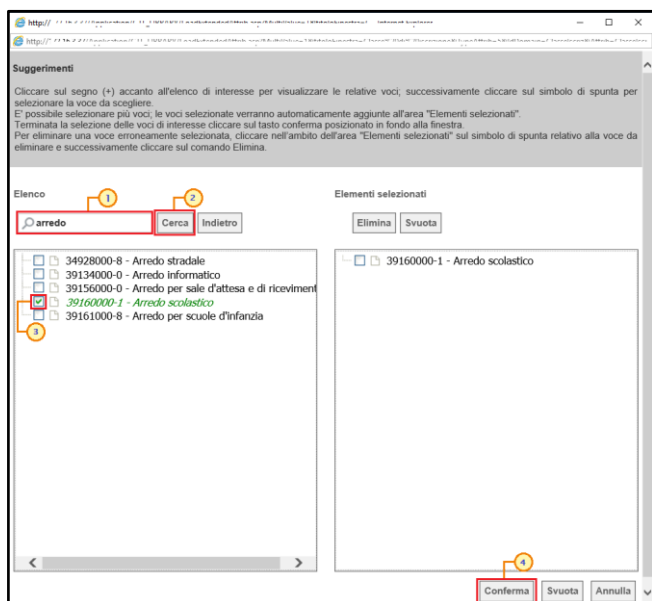 http://
http://
Suggerimenti
Cliccare sul segno (+) accanto all'elenco di interesse per visualizzare le relative voci; successivamente cliccare sul simbolo di spunta per
selezionare la voce da scegliere.
E' possibile selezionare più voci; le voci selezionate verranno automaticamente aggiunte all'area "Elementi selezionati".
Terminata la selezione delle voci di interesse cliccare sul tasto conferma posizionato in fondo alla finestra.
Per eliminare una voce erroneamente selezionata, cliccare nell'ambito dell'area "Elementi selezionati" sul simbolo di spunta relativo alla voce da
eliminare e successivamente cliccare sul comando Elimina.
Elenco
1
2
Elementi selezionati
arredo
Cerca
Indietro
Elimina
Svuota
34928000-8 - Arredo stradale
39134000-0 - Arredo informatico
39156000-0 - Arredo per sale d'attesa e di riceviment
39160000-1 - Arredo scolastico
39161000-8 - Arredo per scuole d'infanzia
3
39160000-1 - Arredo scolastico
4
Conferma
Svuota
Annulla